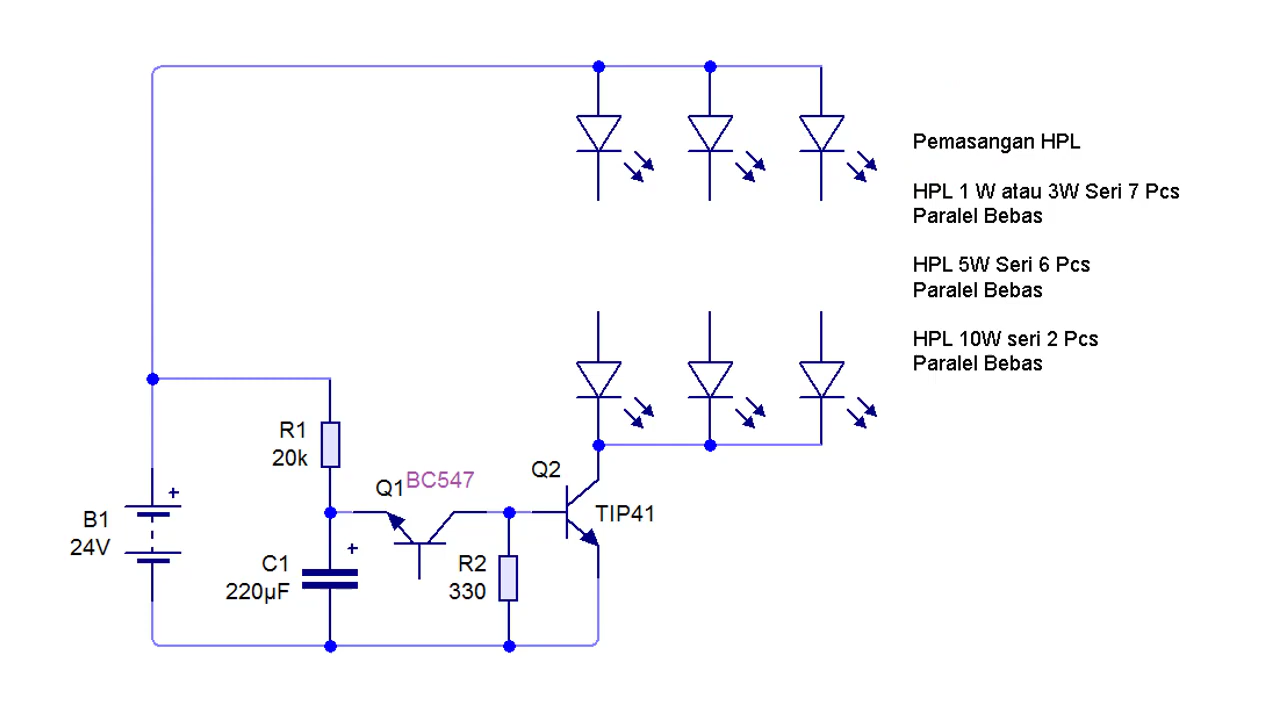 Pemasangan HPL
HPL 1 W atau 3W Seri 7 Pcs
Paralel Bebas
HPL 5W Seri 6 Pcs
Paralel Bebas
HPL 10W seri 2 Pcs
Paralel Bebas
R1
20k
Q1
BC547
Q2
TIP41
+
B1
24V
+
C1
220µF
R2
330